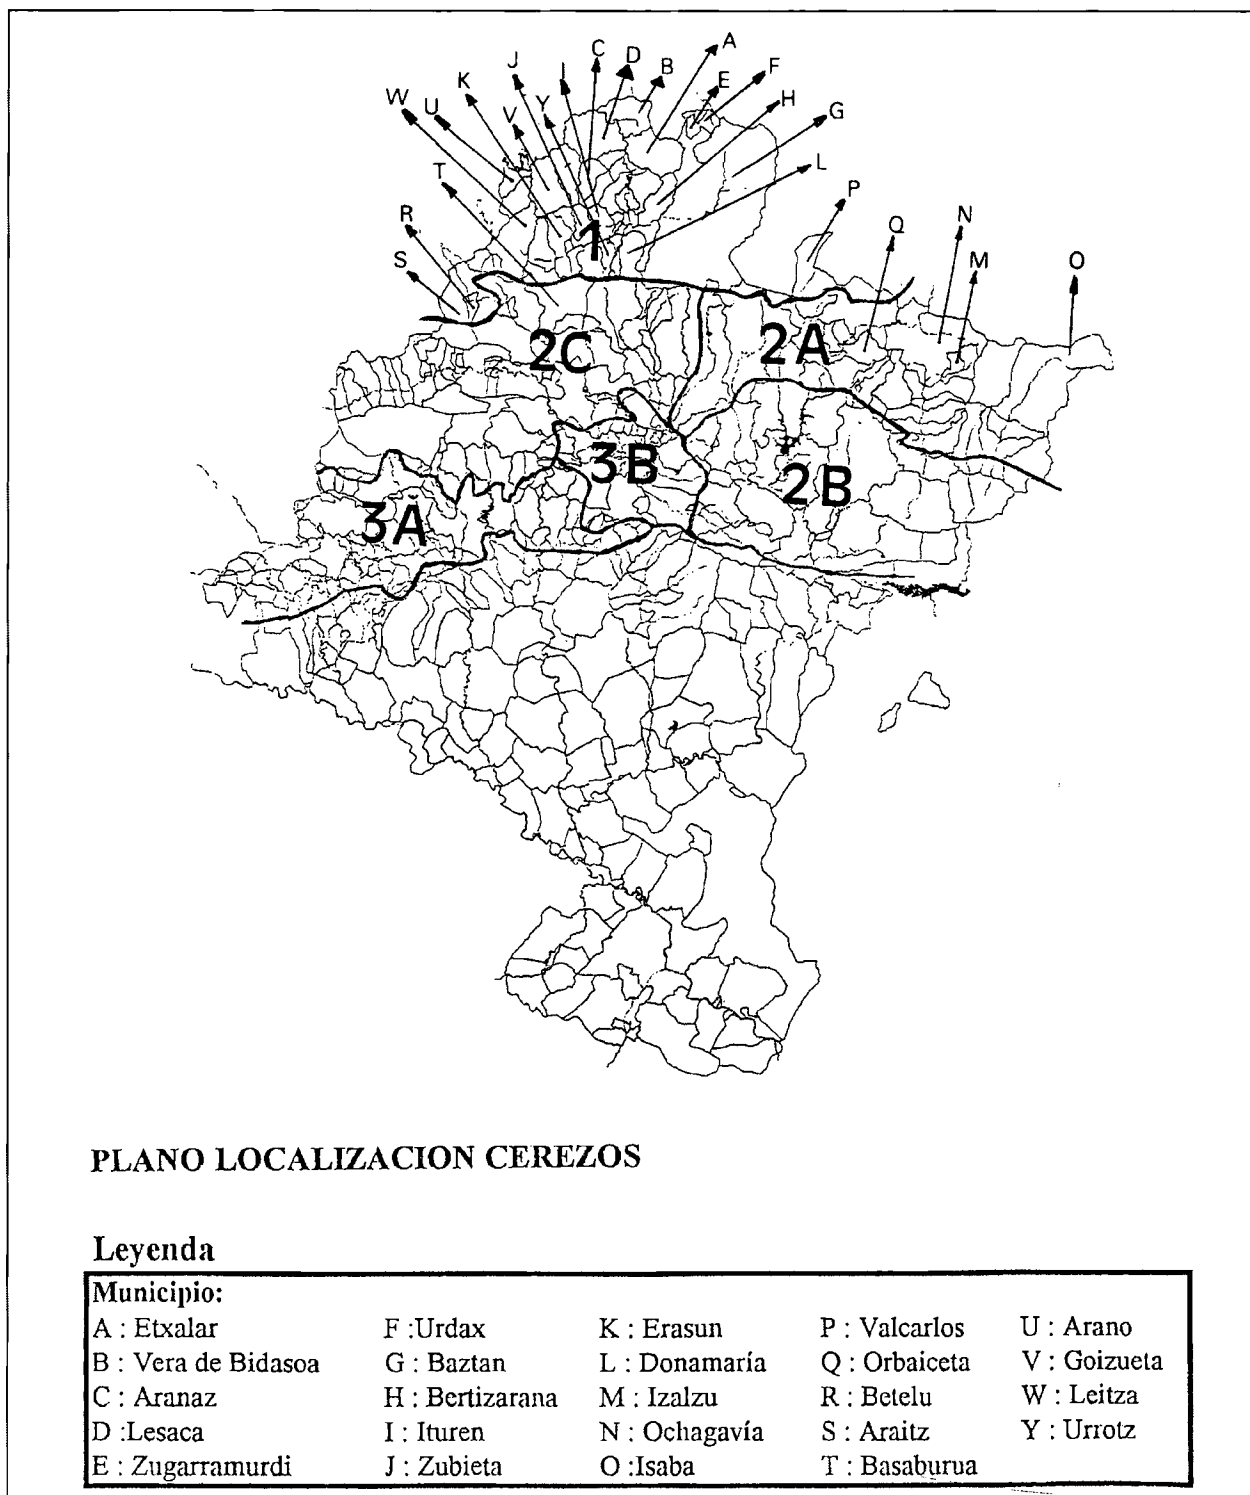 A
C
D
J
I
B
F
E
K
H
W
U
V
Y
G
T
L
P
R
Q
N
S
M
O
1
2C
2A
3B
2B
3A
PLANO LOCALIZACION CEREZOS
Leyenda
Municipio:
A : Etxalar F :Urdax K : Erasun P : Valcarlos U : Arano
B : Vera de Bidasoa G : Baztan L : Donamaría Q : Orbaiceta V : Goizueta
C : Aranaz H : Bertizarana M : Izalzu R : Betelu W : Leitza
D :Lesaca I : Ituren N : Ochagavía S : Araitz Y : Urrotz
E : Zugarramurdi J : Zubieta O :Isaba T : Basaburua